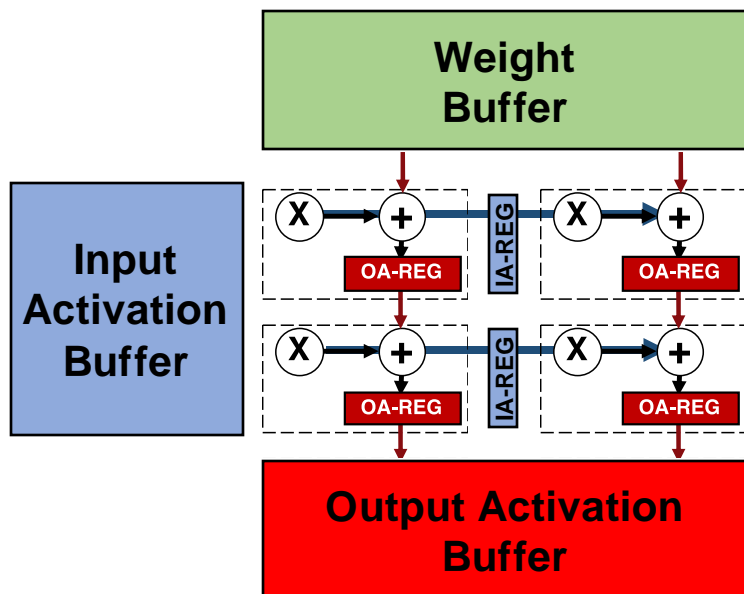 Weight
Buffer
Input
Activation
Buffer
X
+
IA-REG
X
+
OA-REG
OA-REG
X
+
IA-REG
X
+
OA-REG
OA-REG
Output Activation
Buffer